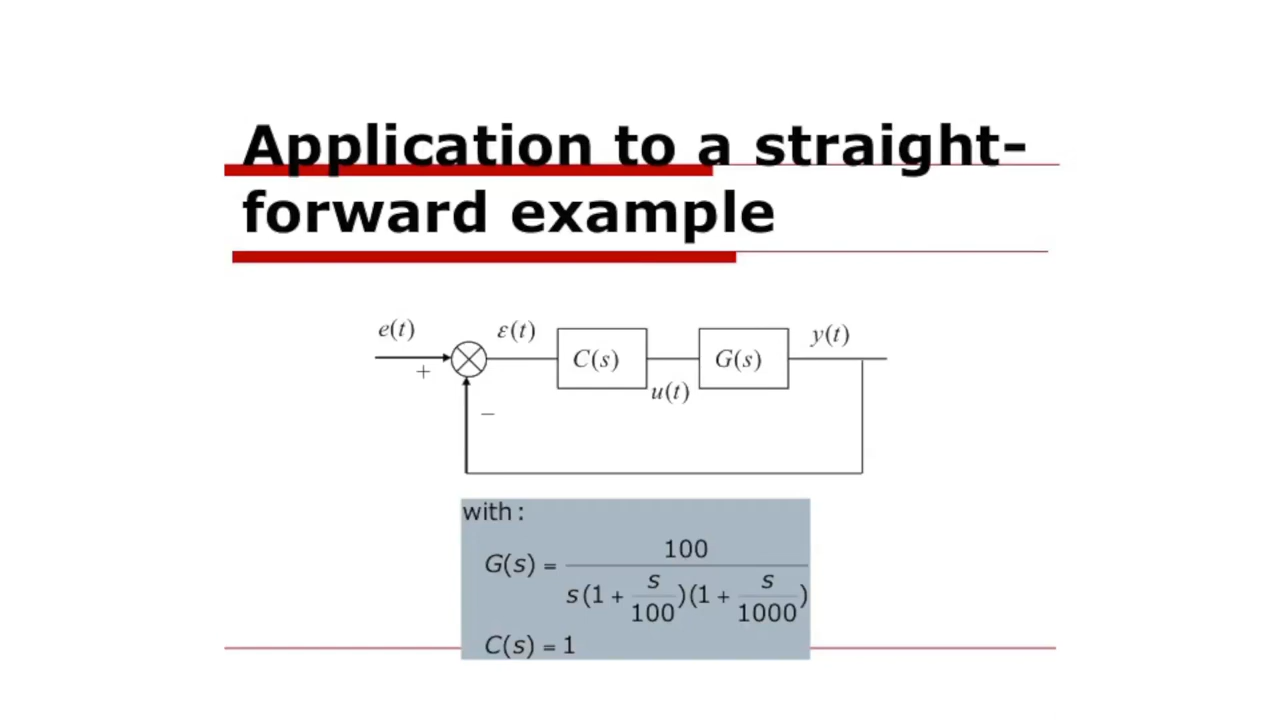 Application to a straight-
forward example
e(t)
ε(t)
C(s)
G(s)
y(t)
+
u(t)
−
with :
G(s) = 100 / s(1 + s/100)(1 + s/1000)
C(s) = 1